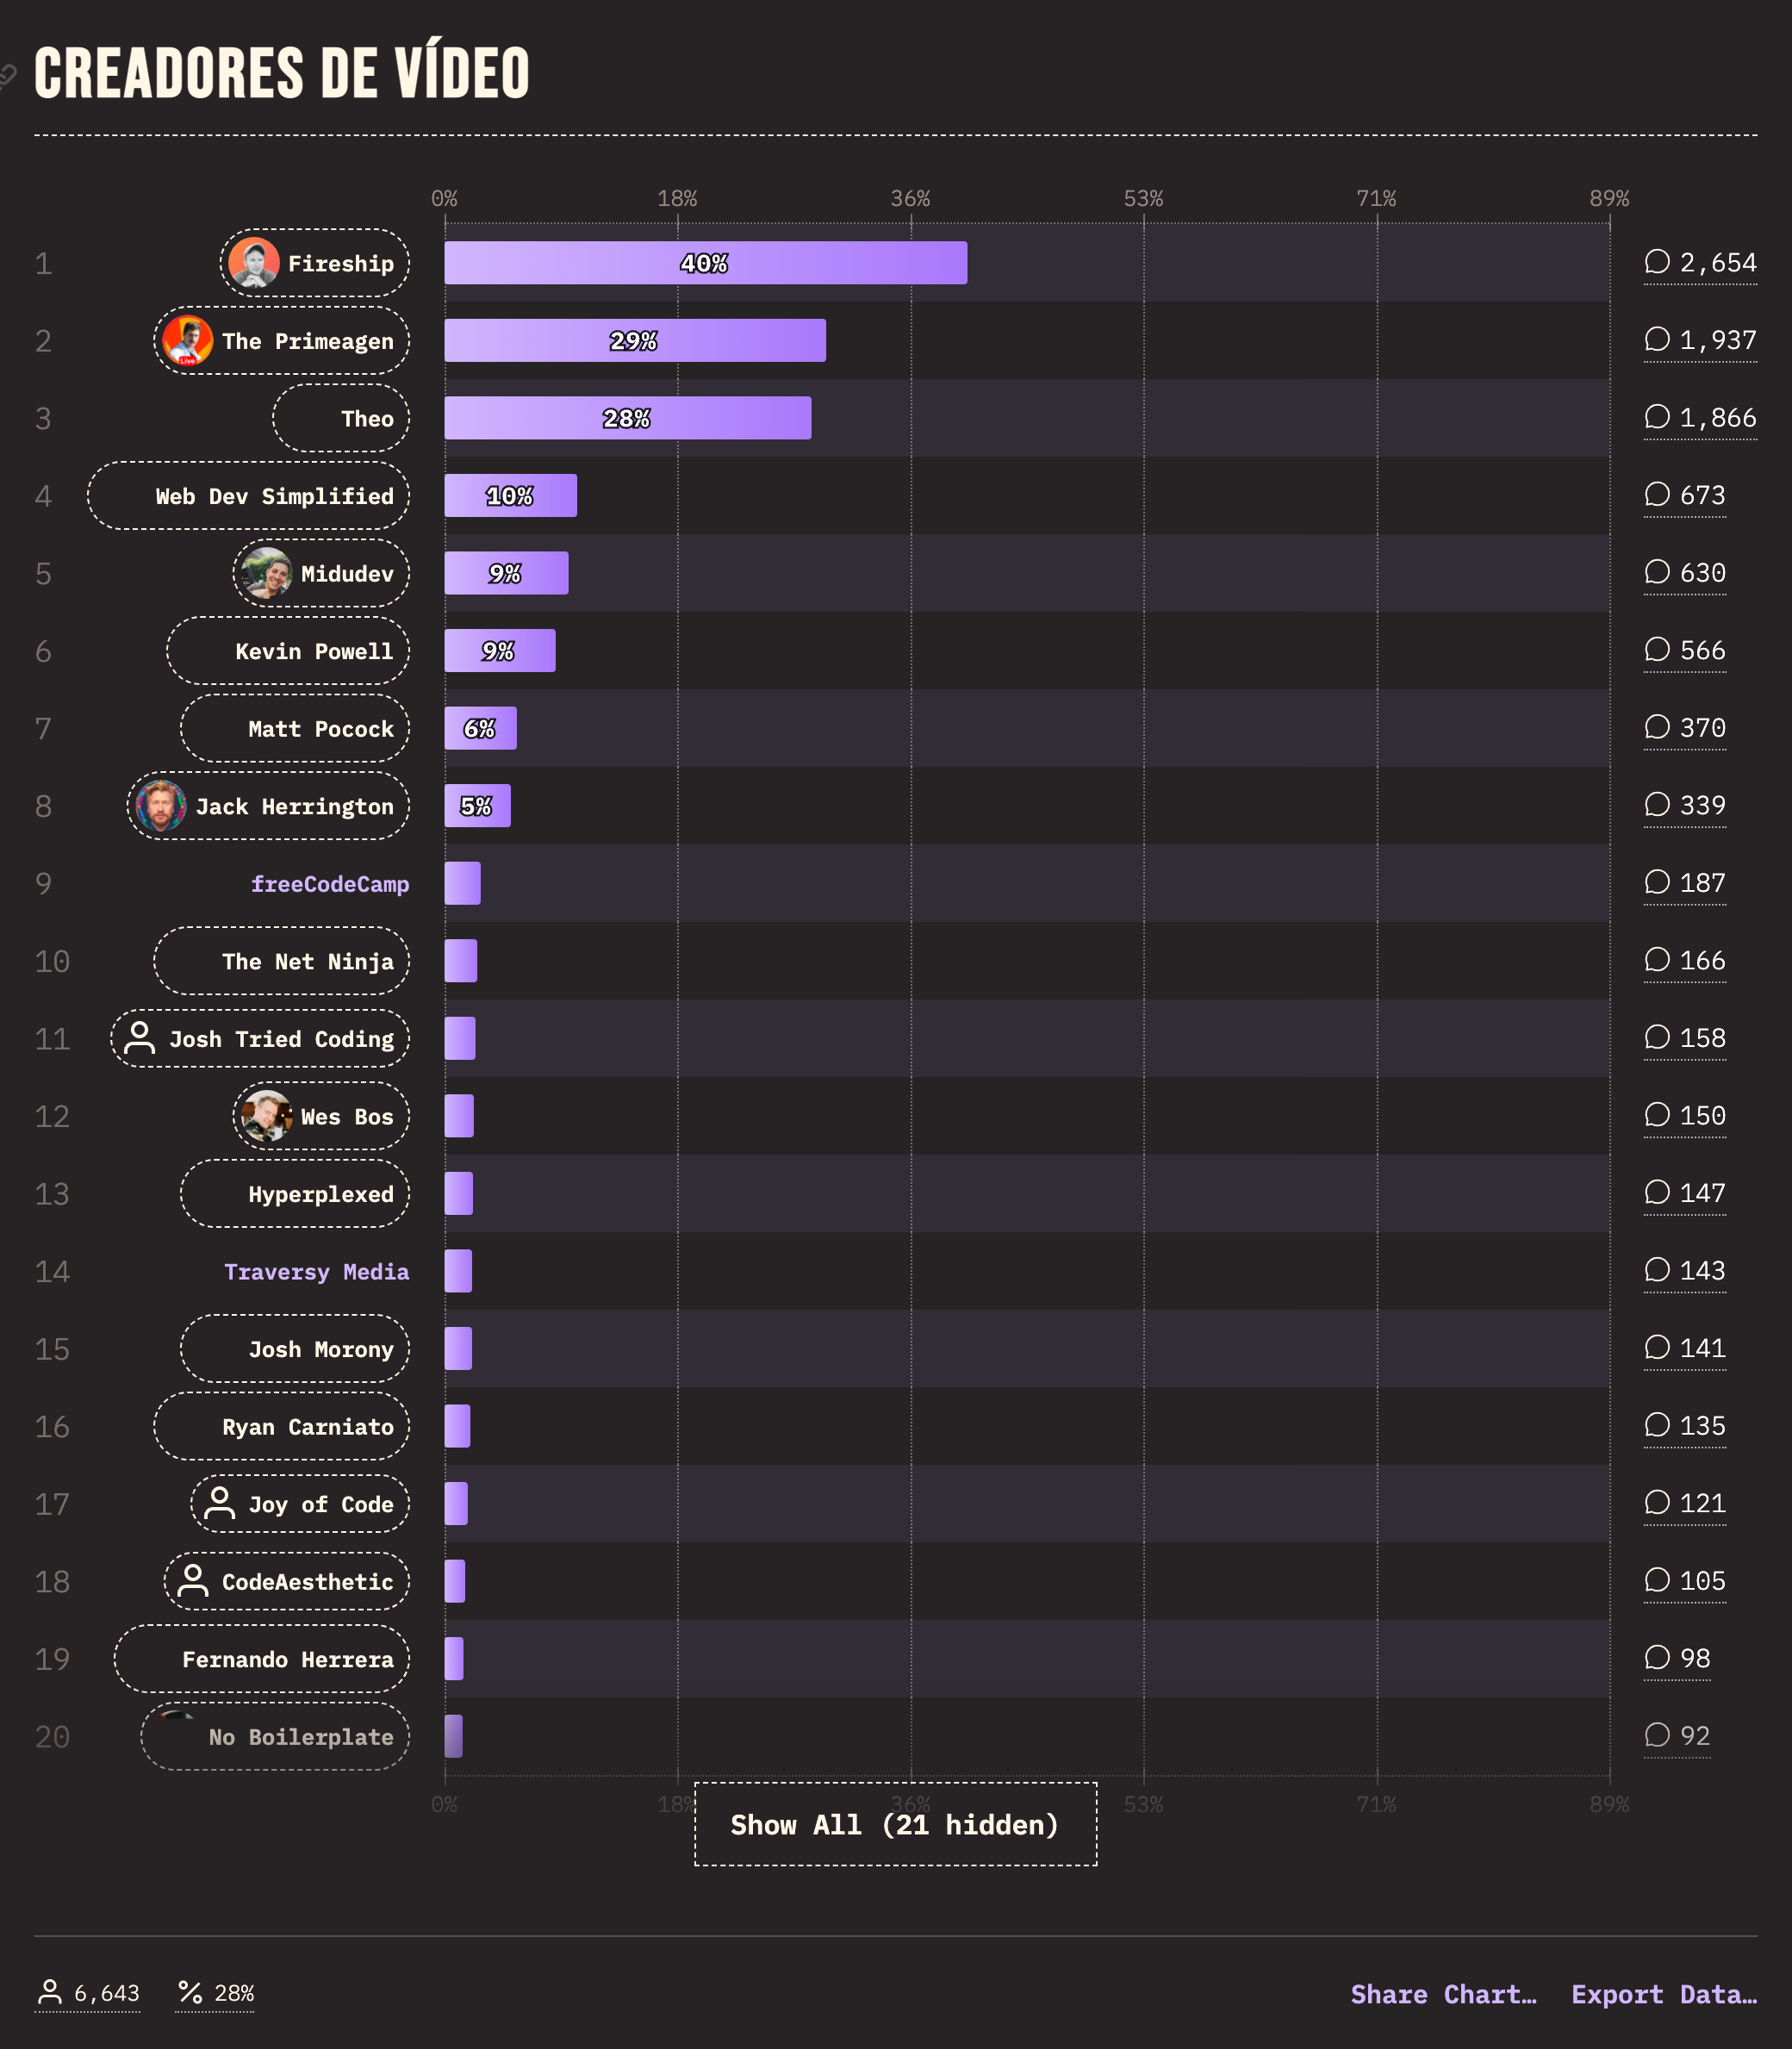 CREADORES DE VÍDEO
0% 18% 36% 53% 71% 89%
1 Fireship 40% 2,654
2 Live The Primeagen 29% 1,937
3 Theo 28% 1,866
4 Web Dev Simplified 10% 673
5 Midudev 9% 630
6 Kevin Powell 9% 566
7 Matt Pocock 6% 370
8 Jack Herrington 5% 339
9 freeCodeCamp 187
10 The Net Ninja 166
11 Josh Tried Coding 158
12 Wes Bos 150
13 Hyperplexed 147
14 Traversy Media 143
15 Josh Morony 141
16 Ryan Carniato 135
17 Joy of Code 121
18 CodeAesthetic 105
19 Fernando Herrera 98
20 No Boilerplate 92
0% 18% 36% 53% 71% 89%
Show All (21 hidden)
6,643 % 28% Share Chart… Export Data…